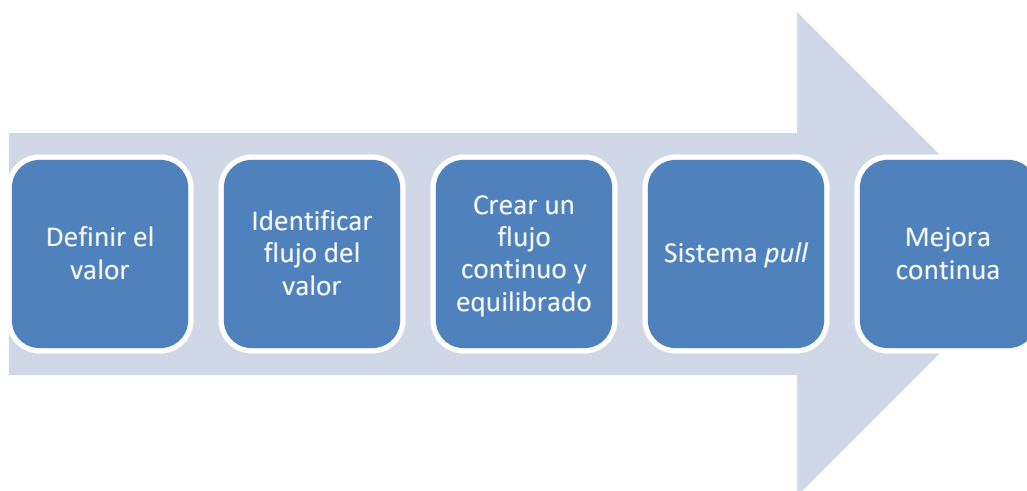 Definir el
valor
Identificar
flujo del
valor
Crear un
flujo
continuo y
equilibrado
Sistema pull
Mejora
continua